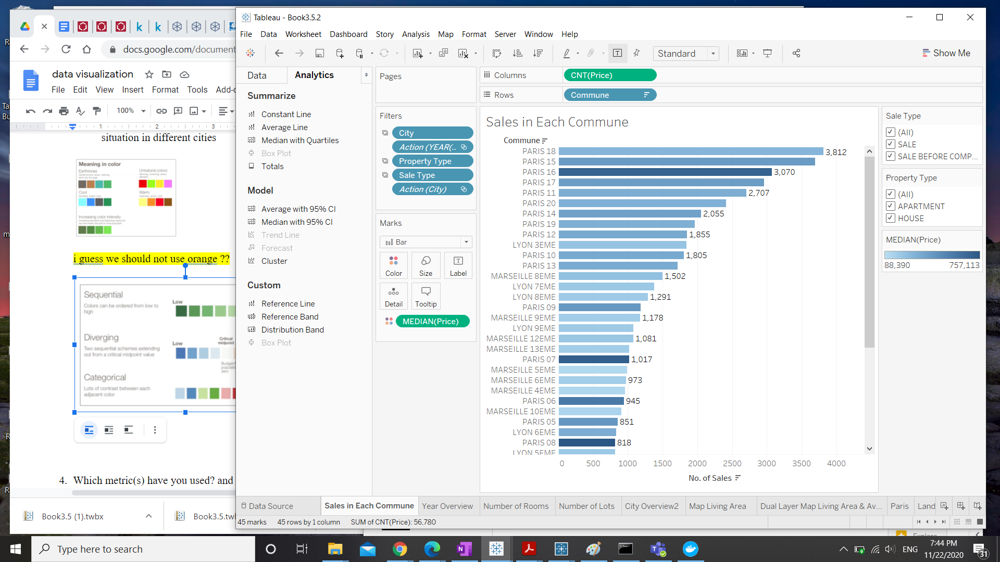 Tableau - Book3.5.2
File Data Worksheet Dashboard Story Analysis Map Format Server Window Help
Standard
Show Me
docs.google.com/document
data visualization
File Edit View Insert Format Tools Add-o
100%
1 2 3
situation in different cities
Meaning in color
Earthtones
Unnatural colors
Cool
Warm
Increasing color intensity
i guess we should not use orange ??
Sequential
Colors can be ordered from low to
high
Low
Diverging
Two sequential schemes extending
out from a critical midpoint value
Low
Critical
midpoint
Categorical
Lots of contrast between each
adjacent color
4. Which metric(s) have you used? and
Book3.5 (1).twbx
Book3.5.tw
Data
Analytics
Summarize
Constant Line
Average Line
Median with Quartiles
Box Plot
Totals
Model
Average with 95% CI
Median with 95% CI
Trend Line
Forecast
Cluster
Custom
Reference Line
Reference Band
Distribution Band
Box Plot
Pages
Filters
City
Action (YEAR(..
Property Type
Sale Type
Action (City)
Marks
Bar
Color
Size
Label
Detail
Tooltip
MEDIAN(Price)
Columns
CNT(Price)
Rows
Commune
Sales in Each Commune
Commune
PARIS 18 3,812
PARIS 15
PARIS 16 3,070
PARIS 17
PARIS 11 2,707
PARIS 20
PARIS 14 2,055
PARIS 19
PARIS 12 1,855
LYON 3EME
PARIS 10 1,805
PARIS 13
MARSEILLE 8EME 1,502
LYON 7EME
LYON 8EME 1,291
PARIS 09
MARSEILLE 9EME 1,178
LYON 9EME
MARSEILLE 12EME 1,081
MARSEILLE 13EME
PARIS 07 1,017
MARSEILLE 5EME
MARSEILLE 6EME 973
MARSEILLE 4EME
PARIS 06 945
MARSEILLE 10EME
PARIS 05 851
LYON 6EME
PARIS 08 818
LYON 5EME
0 500 1000 1500 2000 2500 3000 3500 4000
No. of Sales
Sale Type
(All)
SALE
SALE BEFORE COMP...
Property Type
(All)
APARTMENT
HOUSE
MEDIAN(Price)
88,390 757,113
Data Source
Sales in Each Commune
Year Overview
Number of Rooms
Number of Lots
City Overview2
Map Living Area
Dual Layer Map Living Area & Av...
Paris
Land
45 marks 45 rows by 1 column SUM of CNT(Price): 56,780
Type here to search
ENG
7:44 PM
11/22/2020
31